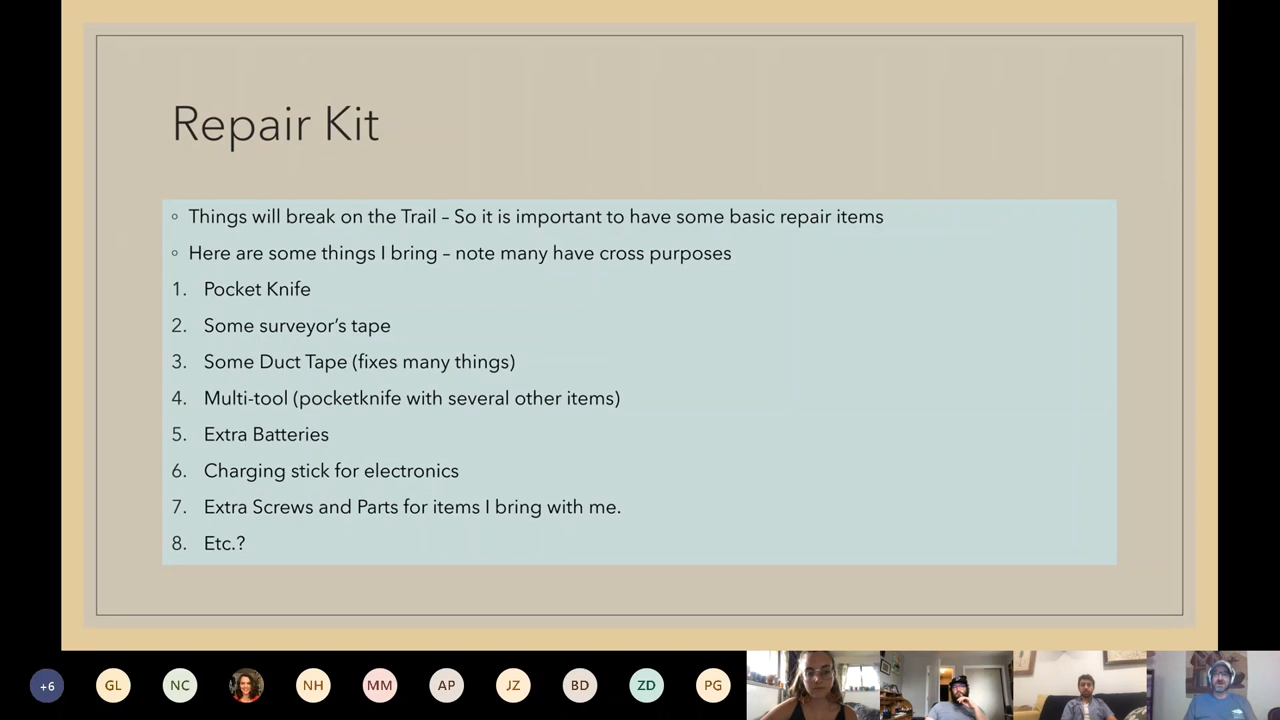 Repair Kit
◦ Things will break on the Trail – So it is important to have some basic repair items
◦ Here are some things I bring – note many have cross purposes
1. Pocket Knife
2. Some surveyor’s tape
3. Some Duct Tape (fixes many things)
4. Multi-tool (pocketknife with several other items)
5. Extra Batteries
6. Charging stick for electronics
7. Extra Screws and Parts for items I bring with me.
8. Etc.?
+6 GL NC NH MM AP JZ BD ZD PG